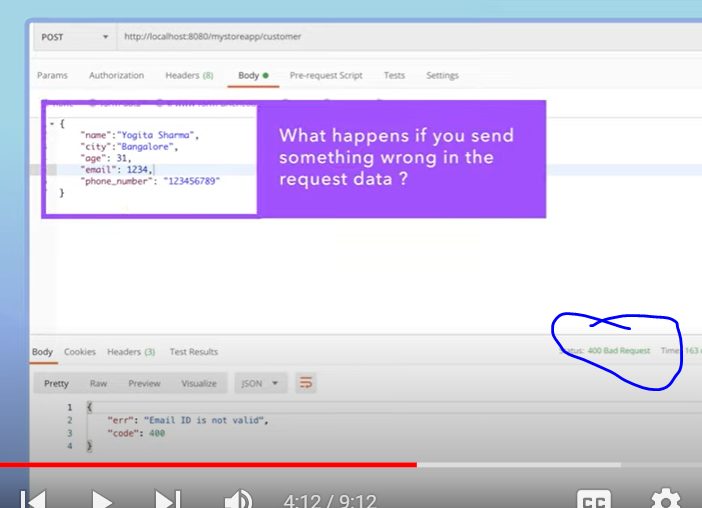 POST http://localhost:8080/mystoreapp/customer
Params Authorization Headers (8) Body Pre-request Script Tests Settings
{
"name":"Yogita Sharma",
"city":"Bangalore",
"age": 31,
"email": 1234,
"phone_number": "123456789"
}
What happens if you send
something wrong in the
request data ?
Body Cookies Headers (3) Test Results
400 Bad Request Time: 163
Pretty Raw Preview Visualize JSON
1 {
2 "err": "Email ID is not valid",
3 "code": 400
4 }
4:12 / 9:12
CC